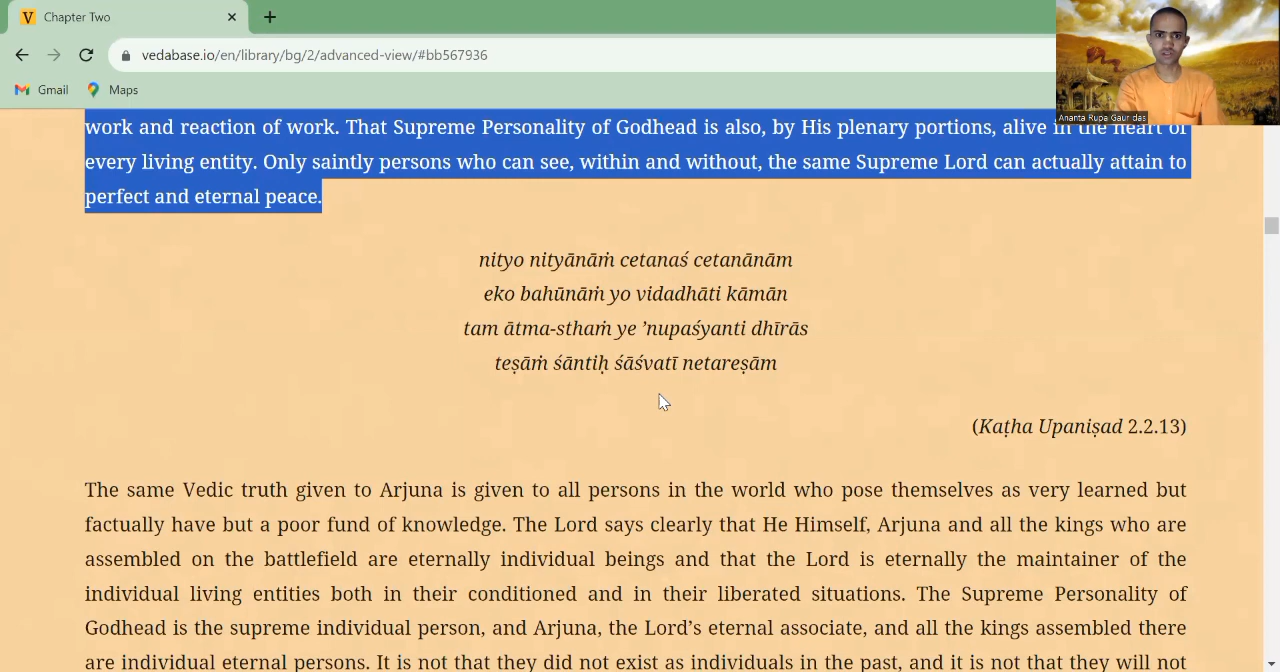 Chapter Two
vedabase.io/en/library/bg/2/advanced-view/#bb567936
Gmail Maps
Ananta Rupa Gaur das
work and reaction of work. That Supreme Personality of Godhead is also, by His plenary portions, alive in the heart of
every living entity. Only saintly persons who can see, within and without, the same Supreme Lord can actually attain to
perfect and eternal peace.
nityo nityānāṁ cetanaś cetanānām
eko bahūnāṁ yo vidadhāti kāmān
tam ātma-sthaṁ ye ’nupaśyanti dhīrās
teṣāṁ śāntiḥ śāśvatī netareṣām
(Kaṭha Upaniṣad 2.2.13)
The same Vedic truth given to Arjuna is given to all persons in the world who pose themselves as very learned but
factually have but a poor fund of knowledge. The Lord says clearly that He Himself, Arjuna and all the kings who are
assembled on the battlefield are eternally individual beings and that the Lord is eternally the maintainer of the
individual living entities both in their conditioned and in their liberated situations. The Supreme Personality of
Godhead is the supreme individual person, and Arjuna, the Lord’s eternal associate, and all the kings assembled there
are individual eternal persons. It is not that they did not exist as individuals in the past, and it is not that they will not